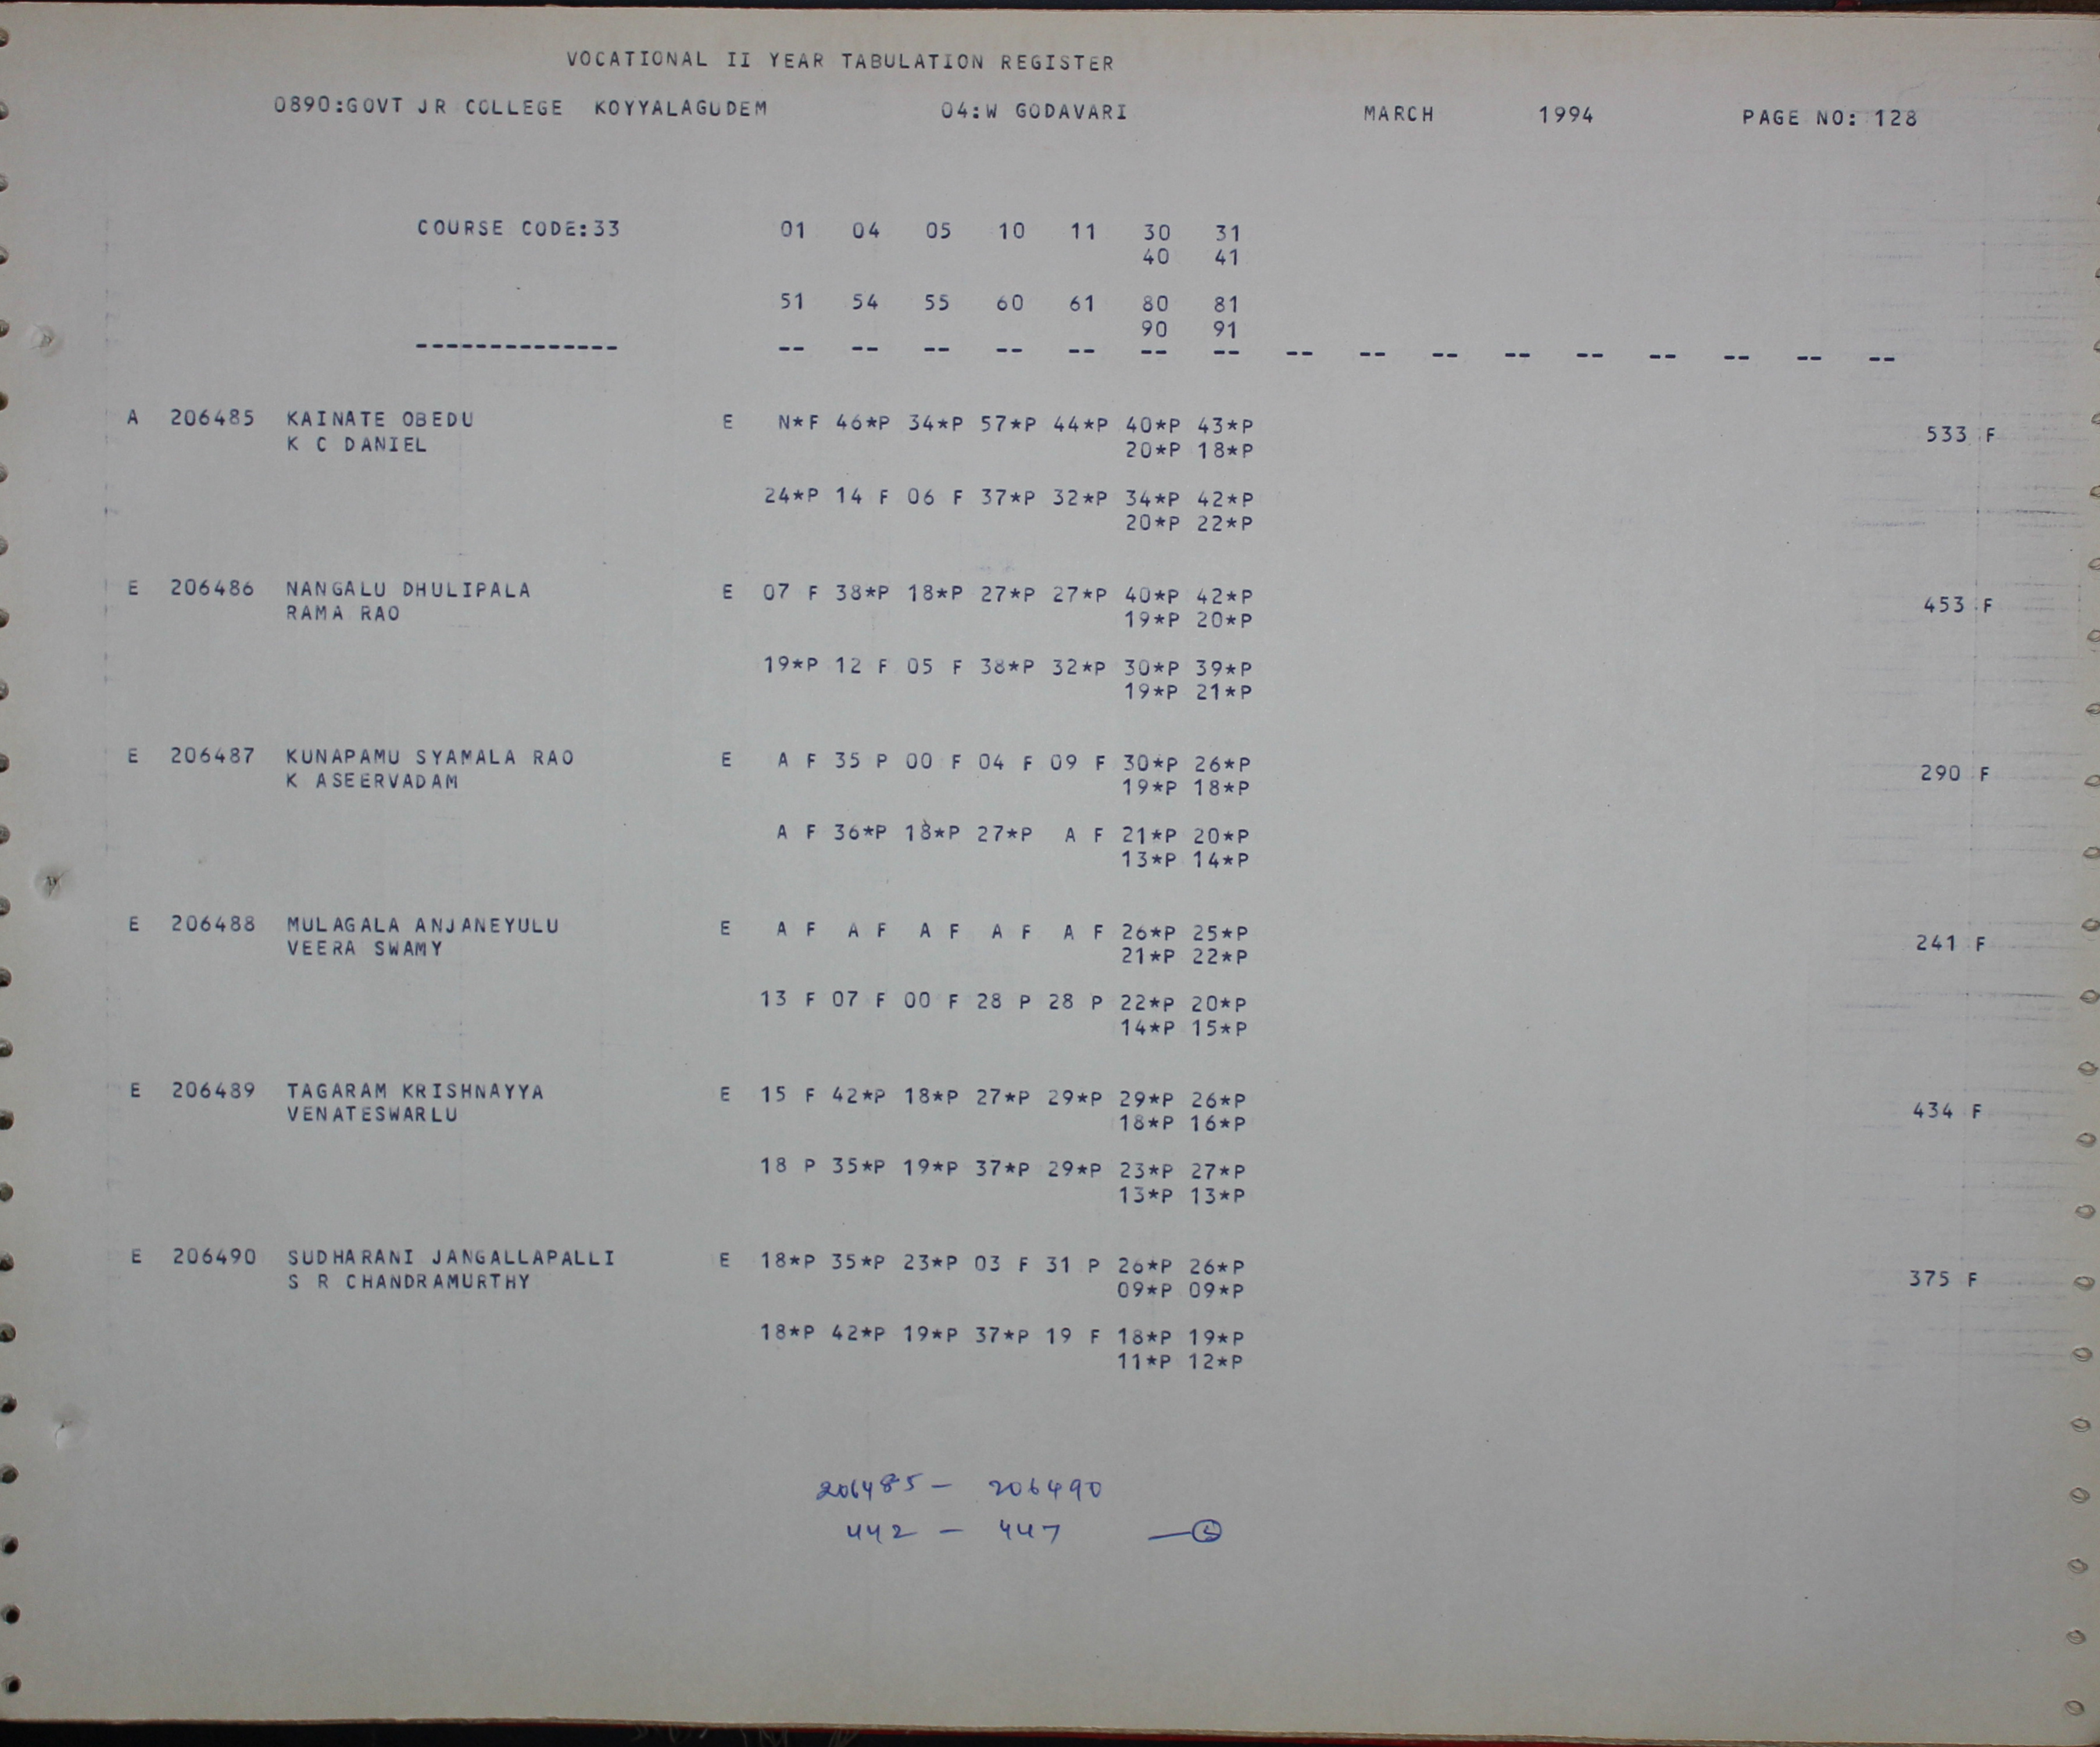 VOCATIONAL II YEAR TABULATION REGISTER
0890:GOVT JR COLLEGE KOYYALAGUDEM 04:W GODAVARI MARCH 1994 PAGE NO: 128
COURSE CODE:33 01 04 05 10 11 30 31
40 41
51 54 55 60 61 80 81
90 91
-------------- -- -- -- -- -- -- -- -- -- -- -- -- -- -- -- --
A 206485 KAINATE OBEDU E N*F 46*P 34*P 57*P 44*P 40*P 43*P 533 F
K C DANIEL 20*P 18*P
24*P 14 F 06 F 37*P 32*P 34*P 42*P
20*P 22*P
E 206486 NANGALU DHULIPALA E 07 F 38*P 18*P 27*P 27*P 40*P 42*P 453 F
RAMA RAO 19*P 20*P
19*P 12 F 05 F 38*P 32*P 30*P 39*P
19*P 21*P
E 206487 KUNAPAMU SYAMALA RAO E A F 35 P 00 F 04 F 09 F 30*P 26*P 290 F
K ASEERVADAM 19*P 18*P
A F 36*P 18*P 27*P A F 21*P 20*P
13*P 14*P
E 206488 MULAGALA ANJANEYULU E A F A F A F A F A F 26*P 25*P 241 F
VEERA SWAMY 21*P 22*P
13 F 07 F 00 F 28 P 28 P 22*P 20*P
14*P 15*P
E 206489 TAGARAM KRISHNAYYA E 15 F 42*P 18*P 27*P 29*P 29*P 26*P 434 F
VENATESWARLU 18*P 16*P
18 P 35*P 19*P 37*P 29*P 23*P 27*P
13*P 13*P
E 206490 SUDHARANI JANGALLAPALLI E 18*P 35*P 23*P 03 F 31 P 26*P 26*P 375 F
S R CHANDRAMURTHY 09*P 09*P
18*P 42*P 19*P 37*P 19 F 18*P 19*P
11*P 12*P
206485 - 206490
442 - 447